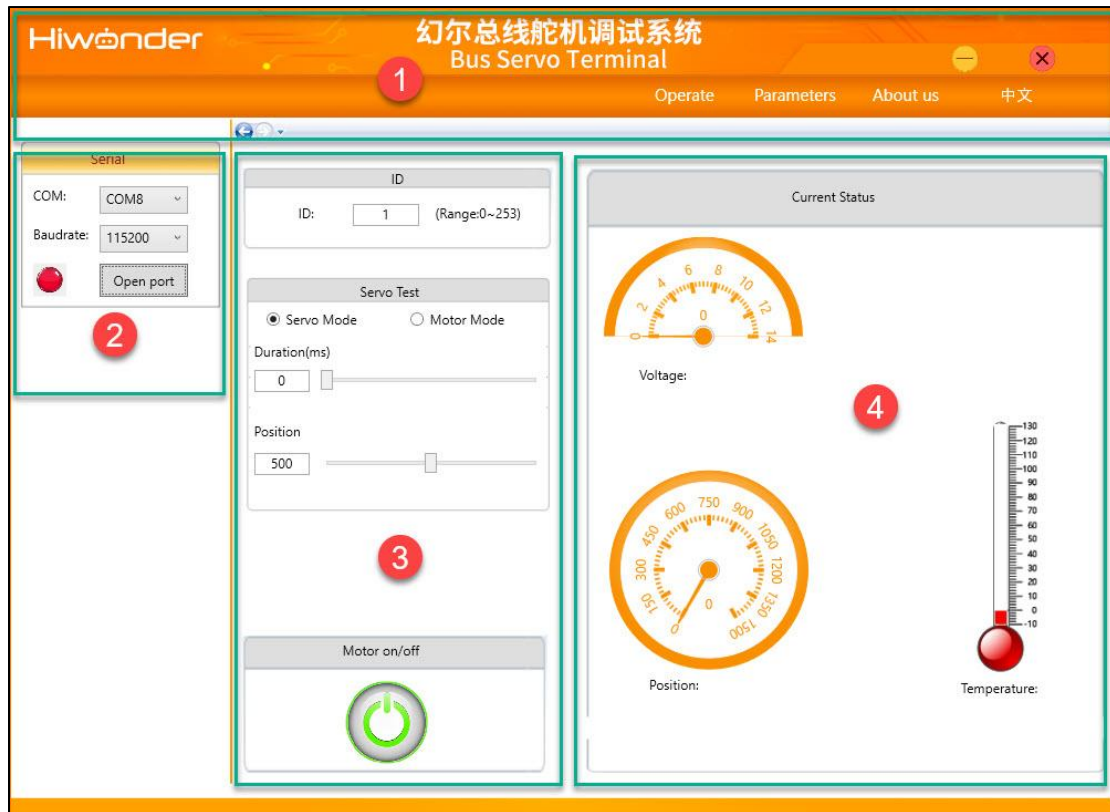 Hiwonder
幻尔总线舵机调试系统
Bus Servo Terminal
1
Operate Parameters About us 中文
Serial
COM: COM8
Baudrate: 115200
Open port
2
ID
ID: 1 (Range:0~253)
Servo Test
Servo Mode Motor Mode
Duration(ms)
0
Position
500
3
Motor on/off
Current Status
0 2 4 6 8 10 12 14
0
Voltage:
4
0 150 300 450 600 750 900 1050 1200 1350 1500
0
Position:
130
120
110
100
90
80
70
60
50
40
30
20
10
0
-10
Temperature: